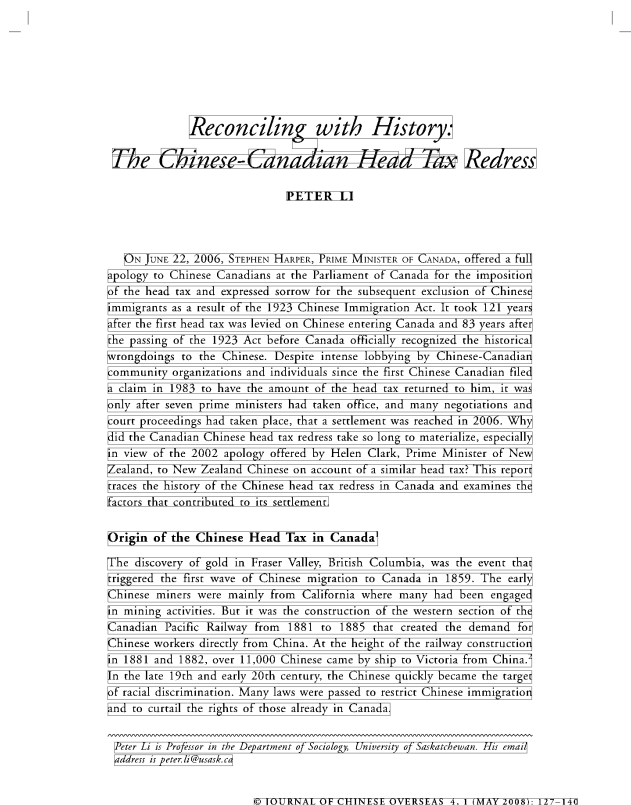 Reconciling with History:
The Chinese-Canadian Head Tax Redress
PETER LI
ON JUNE 22, 2006, STEPHEN HARPER, PRIME MINISTER OF CANADA, offered a full
apology to Chinese Canadians at the Parliament of Canada for the imposition
of the head tax and expressed sorrow for the subsequent exclusion of Chinese
immigrants as a result of the 1923 Chinese Immigration Act. It took 121 years
after the first head tax was levied on Chinese entering Canada and 83 years after
the passing of the 1923 Act before Canada officially recognized the historical
wrongdoings to the Chinese. Despite intense lobbying by Chinese-Canadian
community organizations and individuals since the first Chinese Canadian filed
a claim in 1983 to have the amount of the head tax returned to him, it was
only after seven prime ministers had taken office, and many negotiations and
court proceedings had taken place, that a settlement was reached in 2006. Why
did the Canadian Chinese head tax redress take so long to materialize, especially
in view of the 2002 apology offered by Helen Clark, Prime Minister of New
Zealand, to New Zealand Chinese on account of a similar head tax? This report
traces the history of the Chinese head tax redress in Canada and examines the
factors that contributed to its settlement.
Origin of the Chinese Head Tax in Canada¹
The discovery of gold in Fraser Valley, British Columbia, was the event that
triggered the first wave of Chinese migration to Canada in 1859. The early
Chinese miners were mainly from California where many had been engaged
in mining activities. But it was the construction of the western section of the
Canadian Pacific Railway from 1881 to 1885 that created the demand for
Chinese workers directly from China. At the height of the railway construction
in 1881 and 1882, over 11,000 Chinese came by ship to Victoria from China.²
In the late 19th and early 20th century, the Chinese quickly became the target
of racial discrimination. Many laws were passed to restrict Chinese immigration
and to curtail the rights of those already in Canada.
Peter Li is Professor in the Department of Sociology, University of Saskatchewan. His email
address is peter.li@usask.ca
© JOURNAL OF CHINESE OVERSEAS 4, 1 (MAY 2008): 127–140